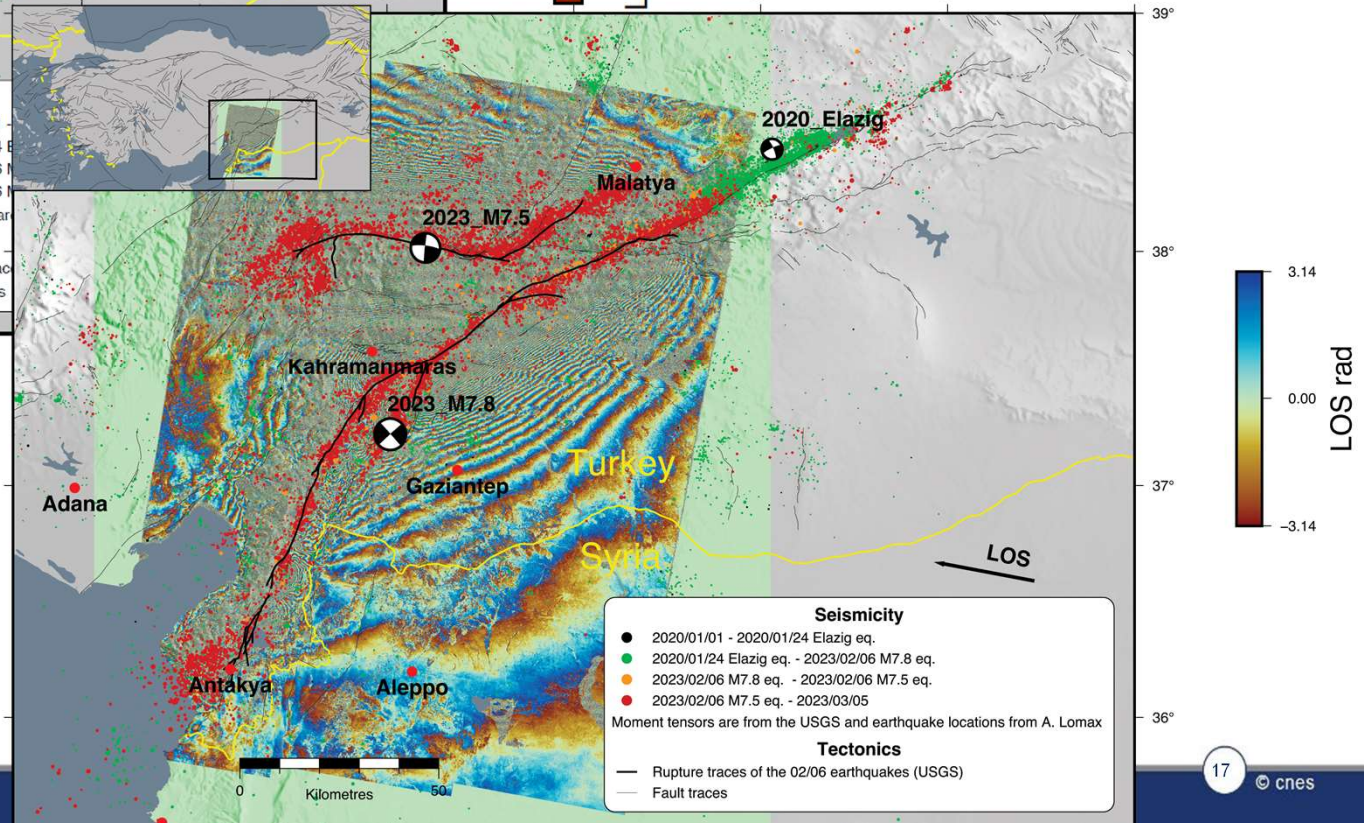 39°
2020_Elazig
Malatya
2023_M7.5
38°
3.14
Kahramanmaras
0.00
LOS rad
2023_M7.8
Turkey
Gaziantep
Adana
37°
-3.14
Syria
LOS
Seismicity
2020/01/01 - 2020/01/24 Elazig eq.
2020/01/24 Elazig eq. - 2023/02/06 M7.8 eq.
2023/02/06 M7.8 eq. - 2023/02/06 M7.5 eq.
2023/02/06 M7.5 eq. - 2023/03/05
Moment tensors are from the USGS and earthquake locations from A. Lomax
Antakya
Aleppo
36°
Tectonics
Rupture traces of the 02/06 earthquakes (USGS)
Fault traces
0
Kilometres
50
17
© cnes